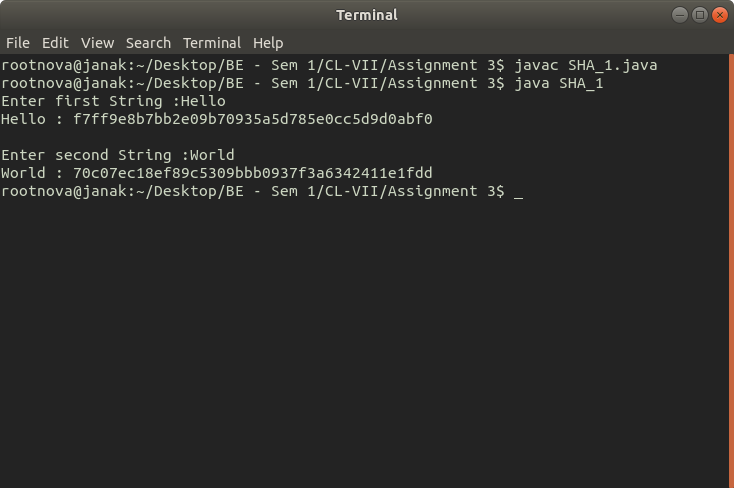 Terminal
File Edit View Search Terminal Help
rootnova@janak:~/Desktop/BE - Sem 1/CL-VII/Assignment 3$ javac SHA_1.java
rootnova@janak:~/Desktop/BE - Sem 1/CL-VII/Assignment 3$ java SHA_1
Enter first String :Hello
Hello : f7ff9e8b7bb2e09b70935a5d785e0cc5d9d0abf0
Enter second String :World
World : 70c07ec18ef89c5309bbb0937f3a6342411e1fdd
rootnova@janak:~/Desktop/BE - Sem 1/CL-VII/Assignment 3$ _